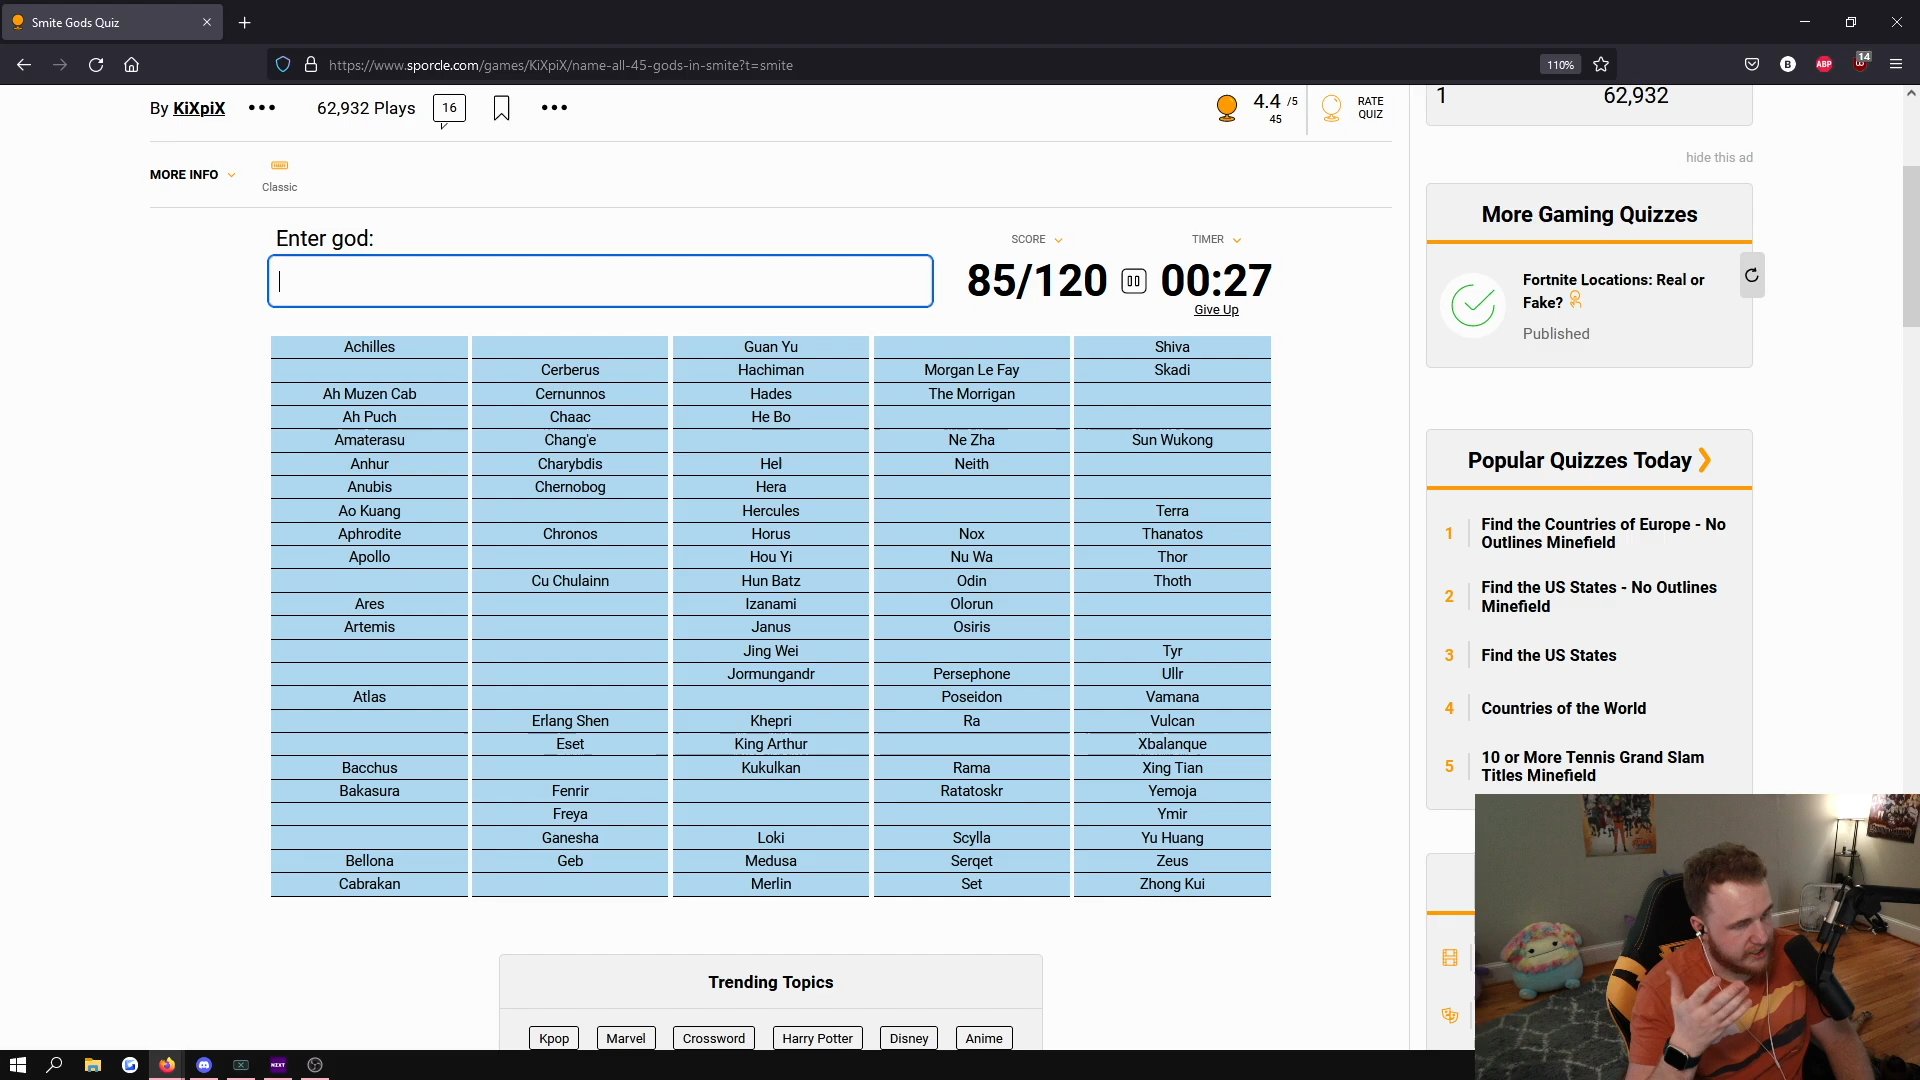 Smite Gods Quiz
https://www.sporcle.com/games/KiXpiX/name-all-45-gods-in-smite?t=smite
110%
B
ABP
14
By KiXpiX
62,932 Plays
16
4.4 /5
45
RATE
QUIZ
1
62,932
MORE INFO
Classic
hide this ad
Enter god:
SCORE
TIMER
85/120
00:27
Give Up
Achilles
Guan Yu
Shiva
Cerberus
Hachiman
Morgan Le Fay
Skadi
Ah Muzen Cab
Cernunnos
Hades
The Morrigan
Ah Puch
Chaac
He Bo
Amaterasu
Chang'e
Ne Zha
Sun Wukong
Anhur
Charybdis
Hel
Neith
Anubis
Chernobog
Hera
Ao Kuang
Hercules
Terra
Aphrodite
Chronos
Horus
Nox
Thanatos
Apollo
Hou Yi
Nu Wa
Thor
Cu Chulainn
Hun Batz
Odin
Thoth
Ares
Izanami
Olorun
Artemis
Janus
Osiris
Jing Wei
Tyr
Jormungandr
Persephone
Ullr
Atlas
Poseidon
Vamana
Erlang Shen
Khepri
Ra
Vulcan
Eset
King Arthur
Xbalanque
Bacchus
Kukulkan
Rama
Xing Tian
Bakasura
Fenrir
Ratatoskr
Yemoja
Freya
Ymir
Ganesha
Loki
Scylla
Yu Huang
Bellona
Geb
Medusa
Serqet
Zeus
Cabrakan
Merlin
Set
Zhong Kui
More Gaming Quizzes
Fortnite Locations: Real or
Fake?
Published
Popular Quizzes Today
1
Find the Countries of Europe - No
Outlines Minefield
2
Find the US States - No Outlines
Minefield
3
Find the US States
4
Countries of the World
5
10 or More Tennis Grand Slam
Titles Minefield
Trending Topics
Kpop
Marvel
Crossword
Harry Potter
Disney
Anime
NZXT